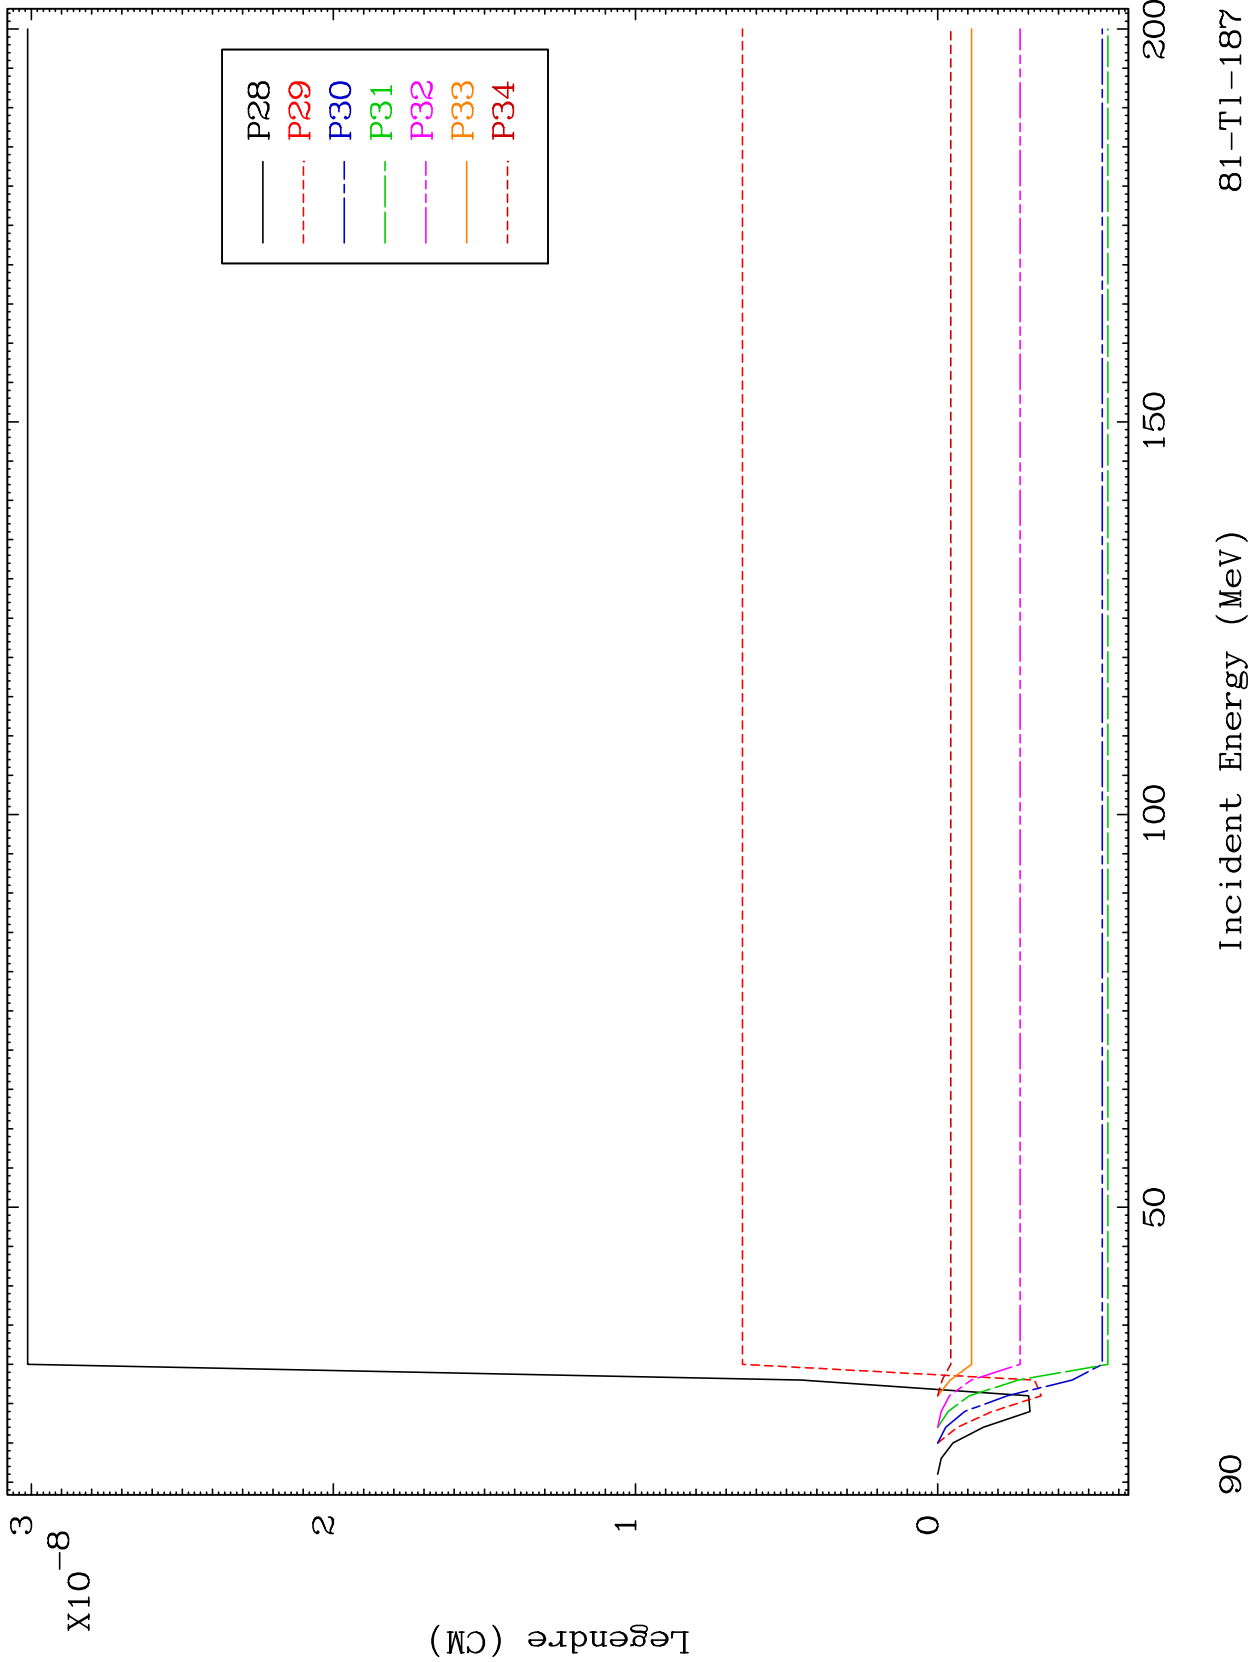 X10⁻⁸
3
2
1
0
Legendre (CM)
P28
P29
P30
P31
P32
P33
P34
50
100
150
200
Incident Energy (MeV)
90
81-Tl-187